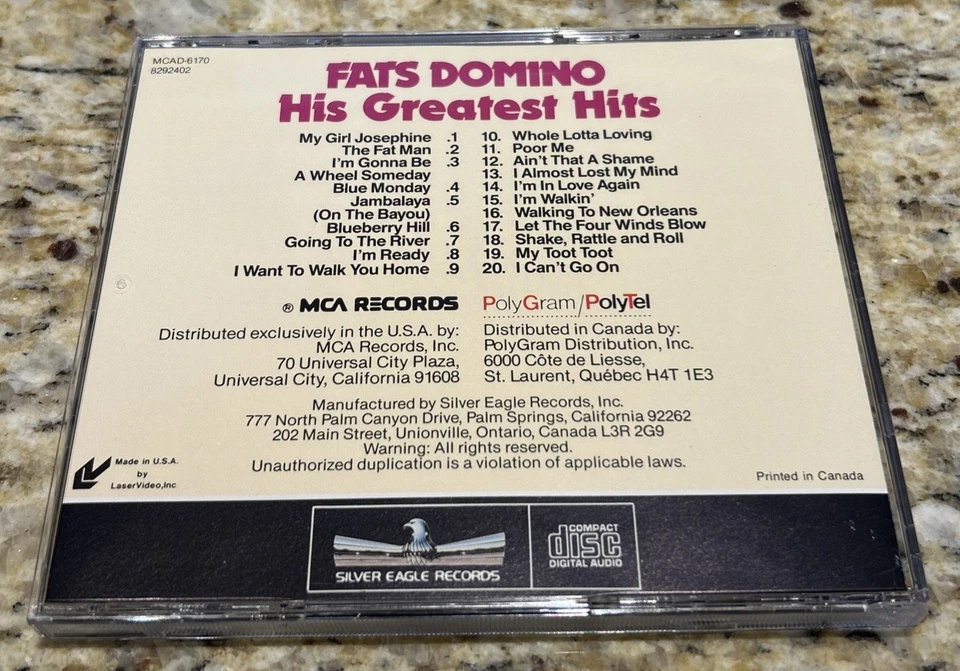 MCAD-6170
8292402
FATS DOMINO
His Greatest Hits
My Girl Josephine .1
The Fat Man .2
I'm Gonna Be .3
A Wheel Someday
Blue Monday .4
Jambalaya .5
(On The Bayou)
Blueberry Hill .6
Going To The River .7
I'm Ready .8
I Want To Walk You Home .9
10. Whole Lotta Loving
11. Poor Me
12. Ain't That A Shame
13. I Almost Lost My Mind
14. I'm In Love Again
15. I'm Walkin'
16. Walking To New Orleans
17. Let The Four Winds Blow
18. Shake, Rattle and Roll
19. My Toot Toot
20. I Can't Go On
® MCA RECORDS
Distributed exclusively in the U.S.A. by:
MCA Records, Inc.
70 Universal City Plaza,
Universal City, California 91608
PolyGram/PolyTel
Distributed in Canada by:
PolyGram Distribution, Inc.
6000 Côte de Liesse,
St. Laurent, Québec H4T 1E3
Manufactured by Silver Eagle Records, Inc.
777 North Palm Canyon Drive, Palm Springs, California 92262
202 Main Street, Unionville, Ontario, Canada L3R 2G9
Warning: All rights reserved.
Unauthorized duplication is a violation of applicable laws.
Made in U.S.A.
by
LaserVideo,Inc.
Printed in Canada
SILVER EAGLE RECORDS
COMPACT
disc
DIGITAL AUDIO